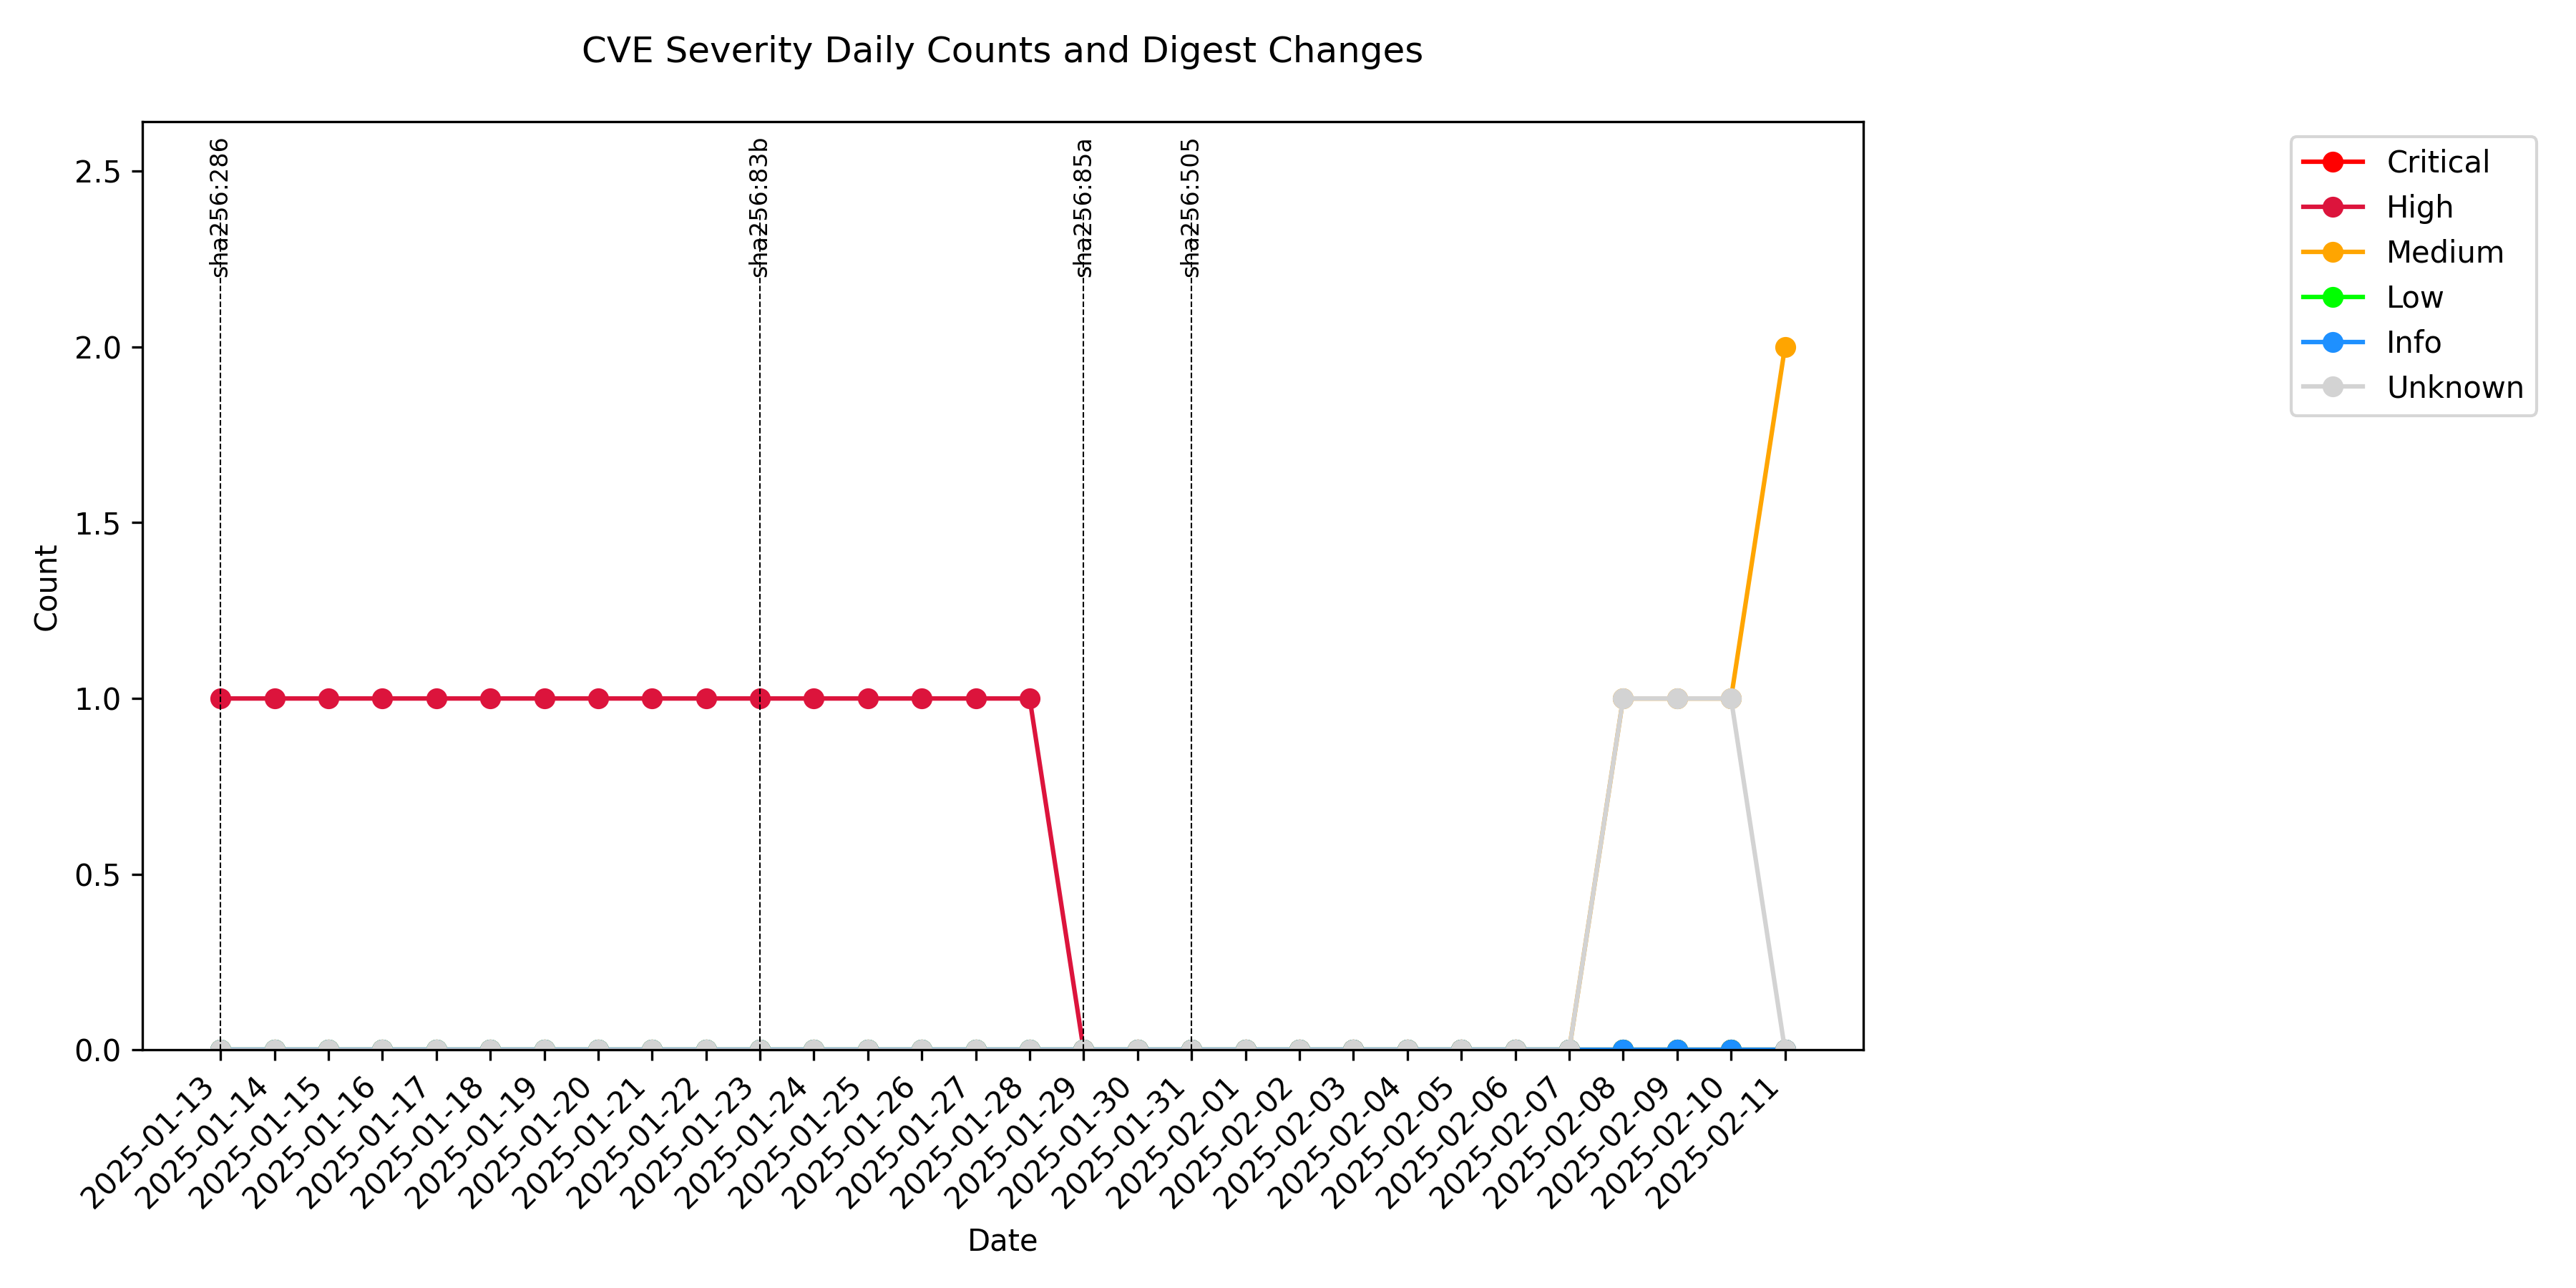 CVE Severity Daily Counts and Digest Changes
sha256:286
sha256:83b
sha256:85a
sha256:505
Critical
High
Medium
Low
Info
Unknown
Count
2.5
2.0
1.5
1.0
0.5
0.0
2025-01-13
2025-01-14
2025-01-15
2025-01-16
2025-01-17
2025-01-18
2025-01-19
2025-01-20
2025-01-21
2025-01-22
2025-01-23
2025-01-24
2025-01-25
2025-01-26
2025-01-27
2025-01-28
2025-01-29
2025-01-30
2025-01-31
2025-02-01
2025-02-02
2025-02-03
2025-02-04
2025-02-05
2025-02-06
2025-02-07
2025-02-08
2025-02-09
2025-02-10
2025-02-11
Date